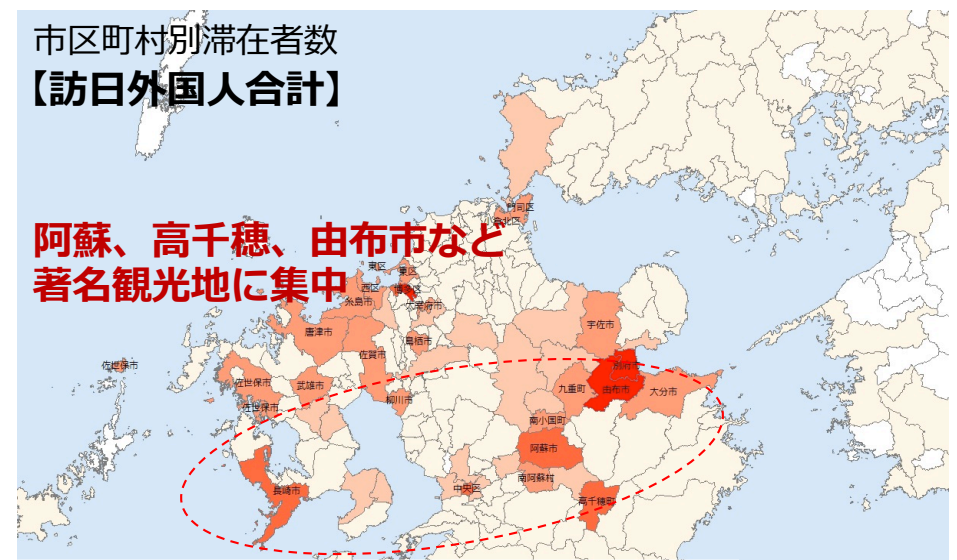 市区町村別滞在者数
【訪日外国人合計】
阿蘇、高千穂、由布市など
著名観光地に集中
門司区
小倉北区
東区
東区
西区
博多区
糸島市
太宰府市
唐津市
宇佐市
鳥栖市
佐賀市
佐世保市
別府市
佐世保市
武雄市
九重町
由布市
大分市
柳川市
佐世保市
南小国町
阿蘇市
南阿蘇村
中央区
長崎市
高千穂町